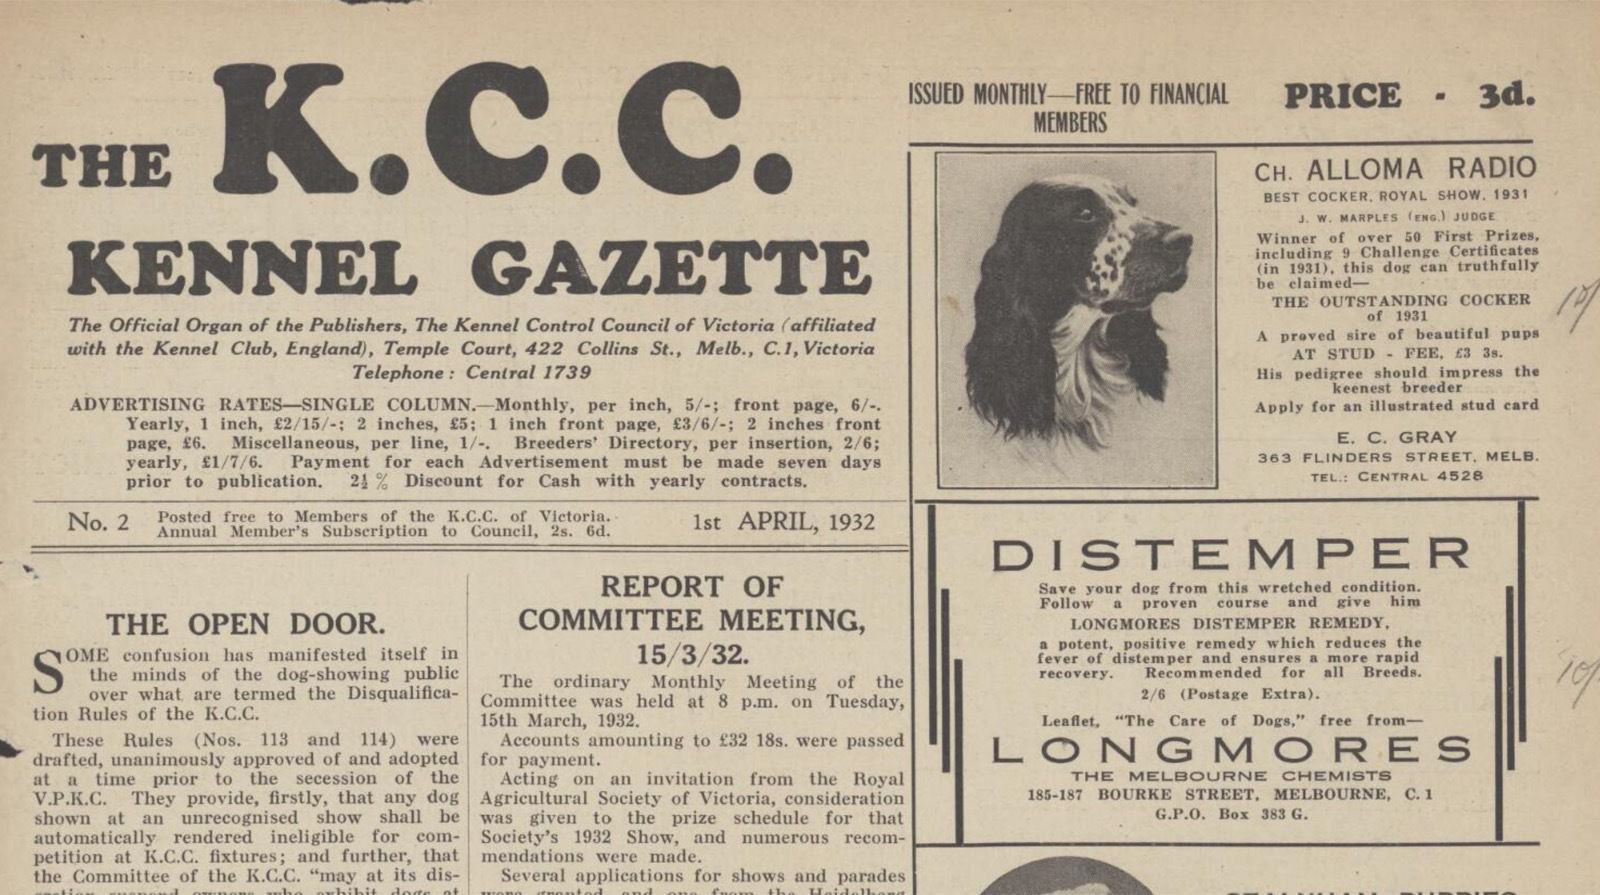 THE K.C.C.
KENNEL GAZETTE
The Official Organ of the Publishers, The Kennel Control Council of Victoria (affiliated
with the Kennel Club, England), Temple Court, 422 Collins St., Melb., C.1, Victoria
Telephone: Central 1739
ADVERTISING RATES—SINGLE COLUMN.—Monthly, per inch, 5/-; front page, 6/-.
Yearly, 1 inch, £2/15/-; 2 inches, £5; 1 inch front page, £3/6/-; 2 inches front
page, £6. Miscellaneous, per line, 1/-. Breeders' Directory, per insertion, 2/6;
yearly, £1/7/6. Payment for each Advertisement must be made seven days
prior to publication. 2½% Discount for Cash with yearly contracts.
No. 2
Posted free to Members of the K.C.C. of Victoria.
Annual Member's Subscription to Council, 2s. 6d.
1st APRIL, 1932
THE OPEN DOOR.
SOME confusion has manifested itself in
the minds of the dog-showing public
over what are termed the Disqualifica-
tion Rules of the K.C.C.
These Rules (Nos. 113 and 114) were
drafted, unanimously approved of and adopted
at a time prior to the secession of the
V.P.K.C. They provide, firstly, that any dog
shown at an unrecognised show shall be
automatically rendered ineligible for com-
petition at K.C.C. fixtures; and further, that
the Committee of the K.C.C. "may at its dis-
cretion suspend owners who exhibit dogs at
REPORT OF
COMMITTEE MEETING,
15/3/32.
The ordinary Monthly Meeting of the
Committee was held at 8 p.m. on Tuesday,
15th March, 1932.
Accounts amounting to £32 18s. were passed
for payment.
Acting on an invitation from the Royal
Agricultural Society of Victoria, consideration
was given to the prize schedule for that
Society's 1932 Show, and numerous recom-
mendations were made.
Several applications for shows and parades
were granted, and one from the Heidelberg
ISSUED MONTHLY—FREE TO FINANCIAL
MEMBERS
PRICE - 3d.
CH. ALLOMA RADIO
BEST COCKER, ROYAL SHOW, 1931
J. W. MARPLES (ENG.) JUDGE
Winner of over 50 First Prizes,
including 9 Challenge Certificates
(in 1931), this dog can truthfully
be claimed—
THE OUTSTANDING COCKER
of 1931
A proved sire of beautiful pups
AT STUD - FEE, £3 3s.
His pedigree should impress the
keenest breeder
Apply for an illustrated stud card
E. C. GRAY
363 FLINDERS STREET, MELB.
TEL.: CENTRAL 4528
DISTEMPER
Save your dog from this wretched condition.
Follow a proven course and give him
LONGMORES DISTEMPER REMEDY,
a potent, positive remedy which reduces the
fever of distemper and ensures a more rapid
recovery. Recommended for all Breeds.
2/6 (Postage Extra).
Leaflet, "The Care of Dogs," free from—
LONGMORES
THE MELBOURNE CHEMISTS
185-187 BOURKE STREET, MELBOURNE, C.1
G.P.O. Box 383 G.
10/